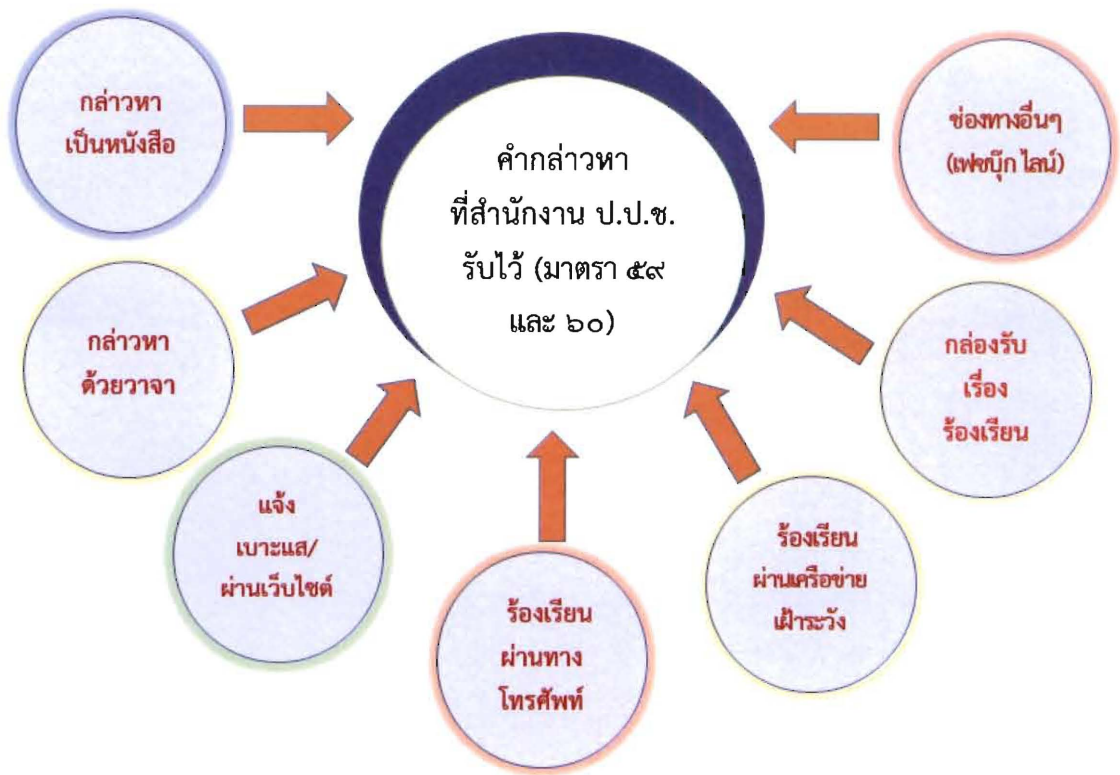 กล่าวหา
เป็นหนังสือ
คำกล่าวหา
ที่สำนักงาน ป.ป.ช.
รับไว้ (มาตรา ๕๙
และ ๖๐)
ช่องทางอื่นๆ
(เฟซบุ๊ก ไลน์)
กล่าวหา
ด้วยวาจา
กล่องรับ
เรื่อง
ร้องเรียน
แจ้ง
เบาะแส/
ผ่านเว็บไซต์
ร้องเรียน
ผ่านทาง
โทรศัพท์
ร้องเรียน
ผ่านเครือข่าย
เฝ้าระวัง